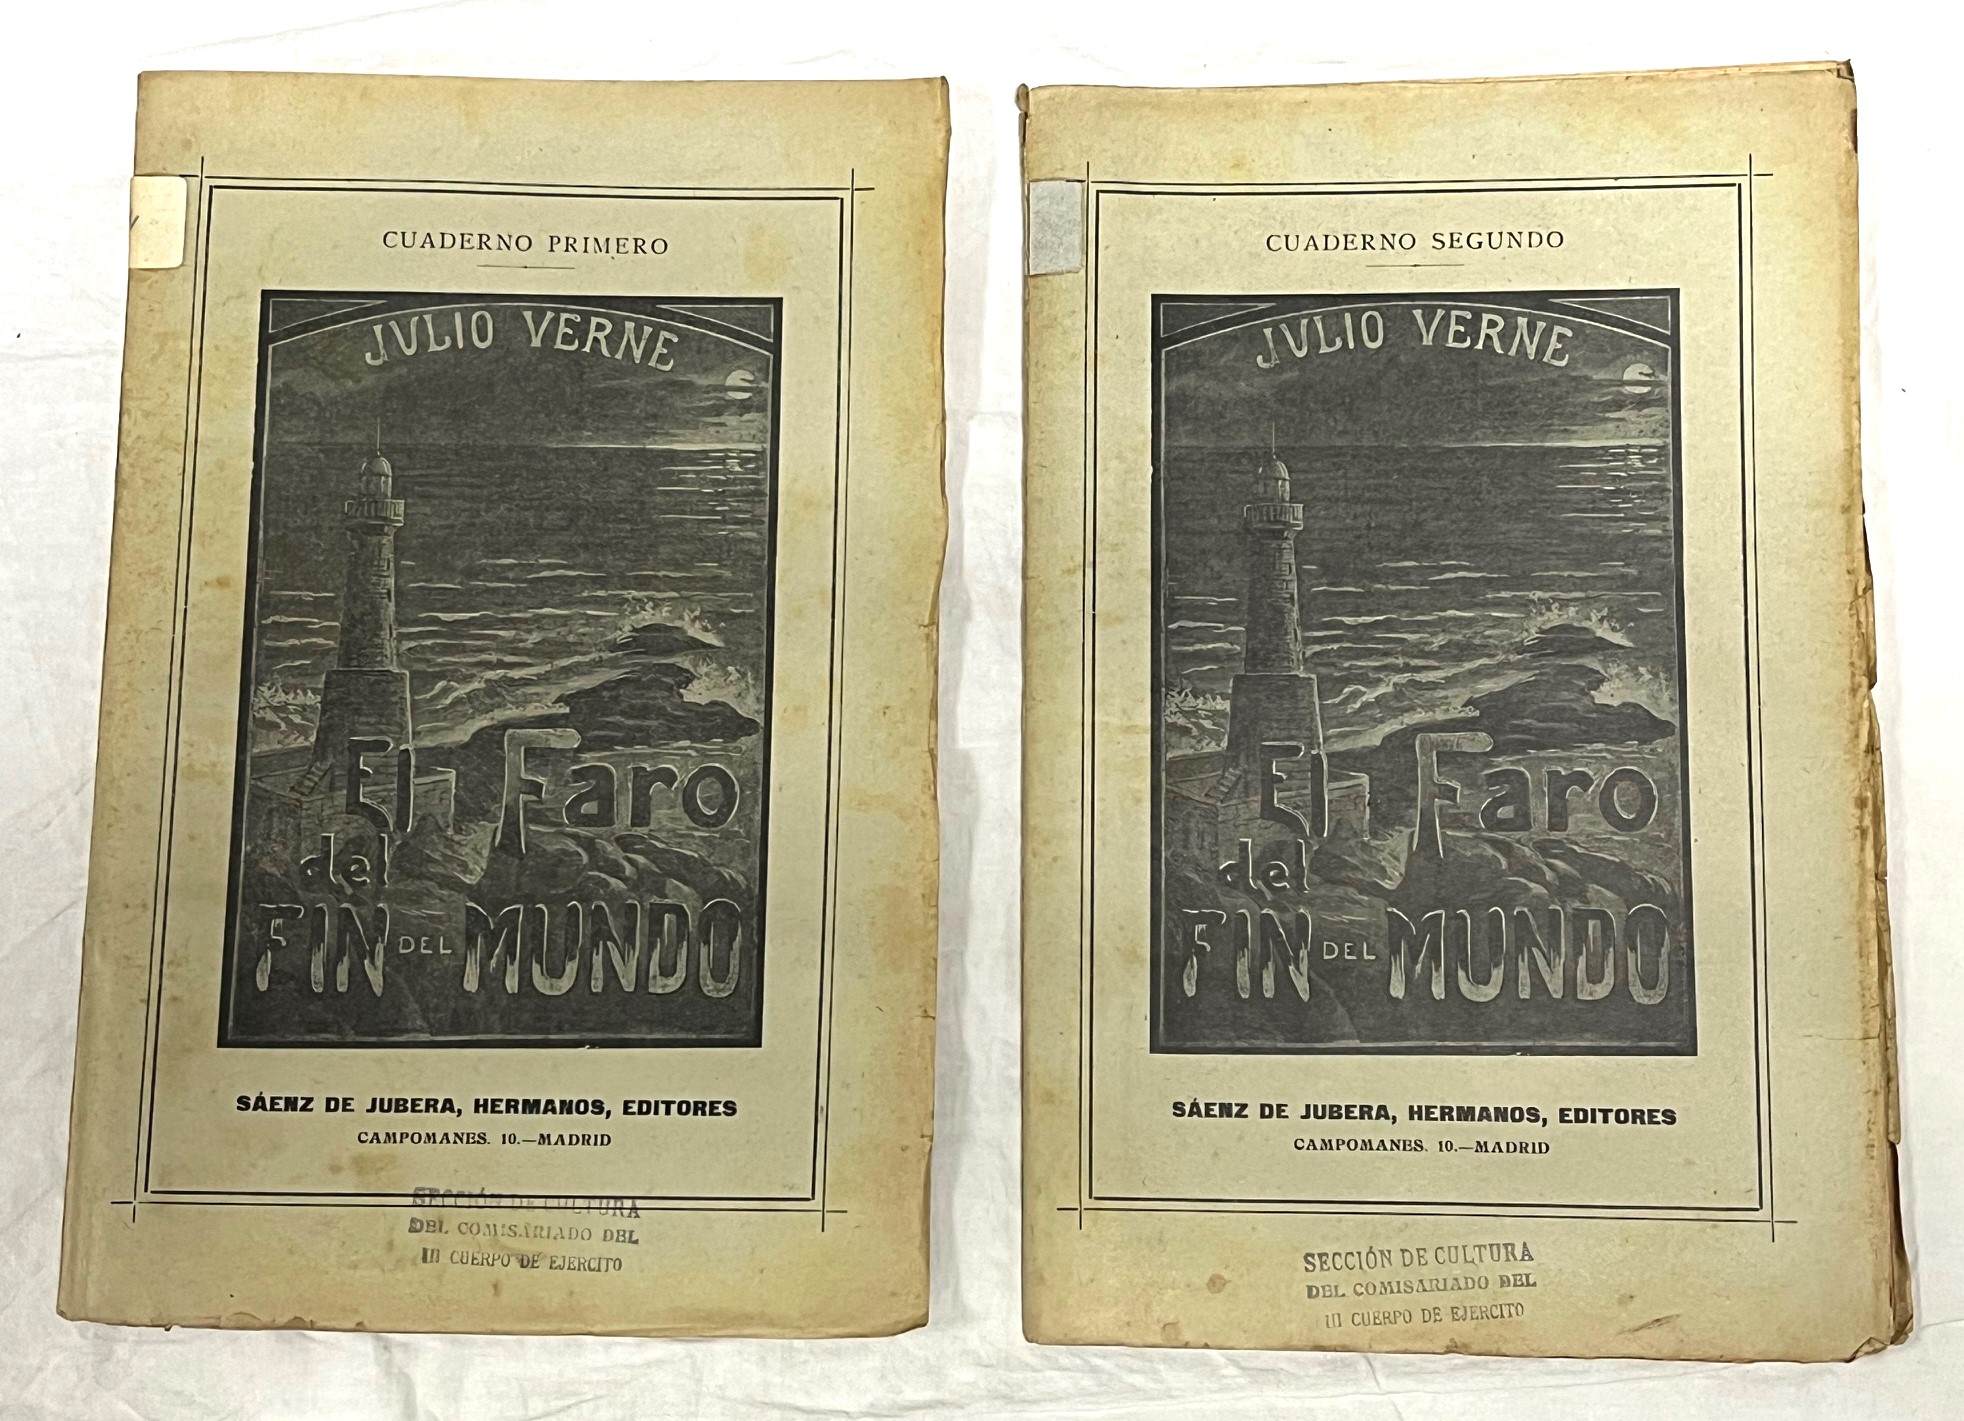 CUADERNO PRIMERO
JULIO VERNE
El Faro
del
FIN DEL MUNDO
SÁENZ DE JUBERA, HERMANOS, EDITORES
CAMPOMANES. 10.—MADRID
SECCIÓN DE CULTURA
DEL COMISARIADO DEL
III CUERPO DE EJERCITO
CUADERNO SEGUNDO
JULIO VERNE
El Faro
del
FIN DEL MUNDO
SÁENZ DE JUBERA, HERMANOS, EDITORES
CAMPOMANES. 10.—MADRID
SECCIÓN DE CULTURA
DEL COMISARIADO DEL
III CUERPO DE EJERCITO